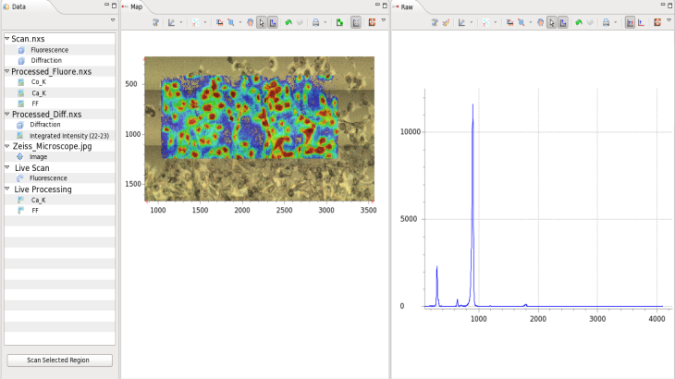 Data
Scan.nxs
Fluorescence
Diffraction
Processed_Fluore.nxs
Co_K
Ca_K
FF
Processed_Diff.nxs
Diffraction
Integrated Intensity (22-23)
Zeiss_Microscope.jpg
Image
Live Scan
Fluorescence
Live Processing
Ca_K
FF
Scan Selected Region
Map
500
1000
1500
1000
1500
2000
2500
3000
3500
Raw
10000
5000
0
1000
2000
3000
4000